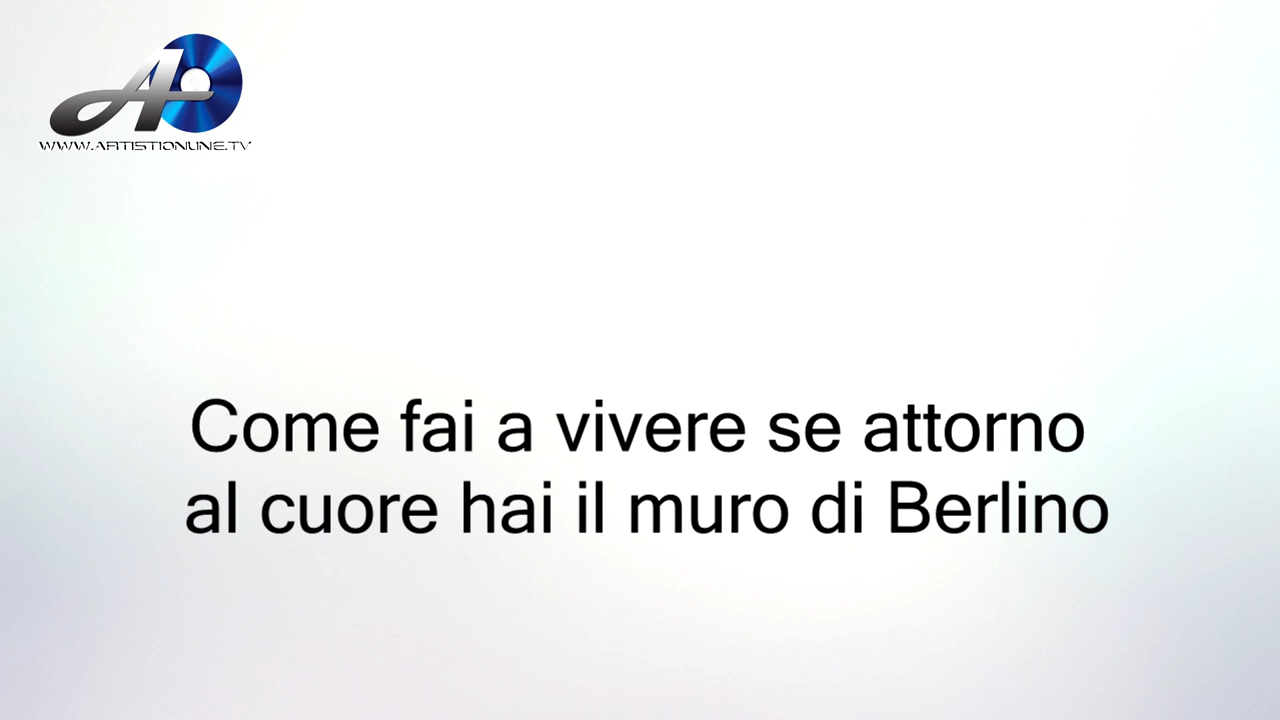 WWW.ARTISTIONLINE.TV
Come fai a vivere se attorno
al cuore hai il muro di Berlino